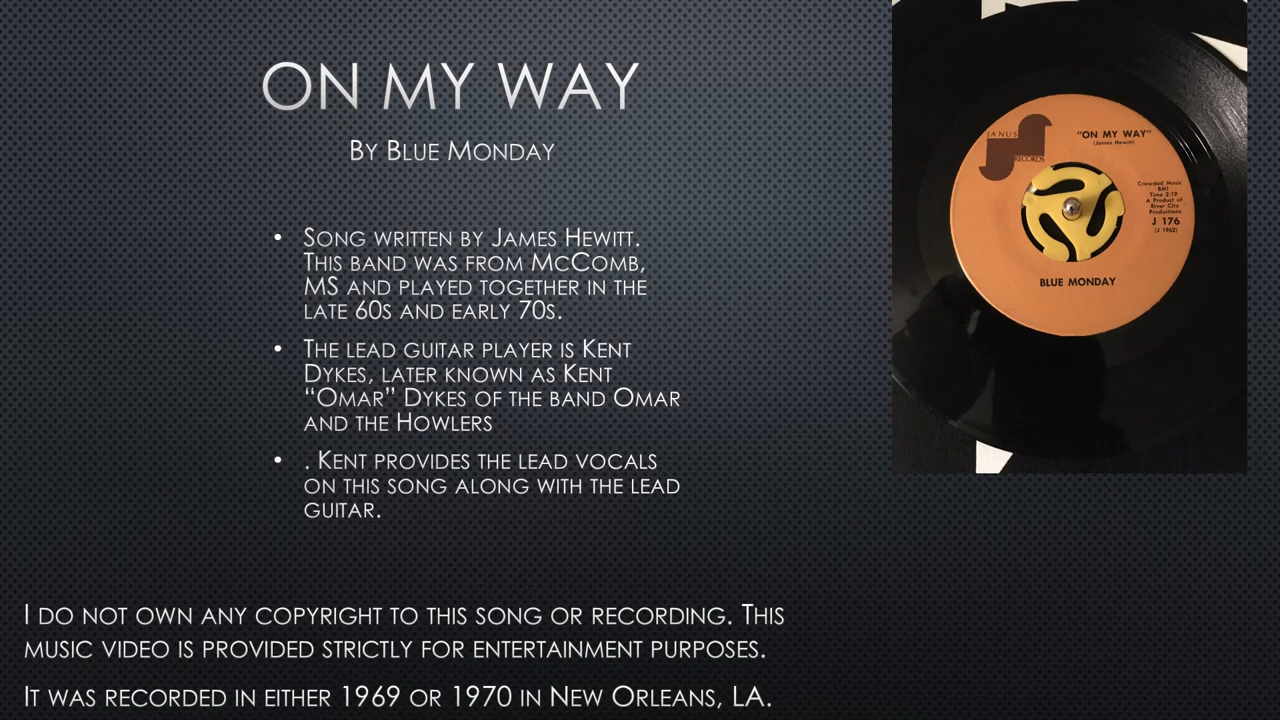 ON MY WAY
BY BLUE MONDAY
• SONG WRITTEN BY JAMES HEWITT.
THIS BAND WAS FROM MCCOMB,
MS AND PLAYED TOGETHER IN THE
LATE 60S AND EARLY 70S.
• THE LEAD GUITAR PLAYER IS KENT
DYKES, LATER KNOWN AS KENT
“OMAR” DYKES OF THE BAND OMAR
AND THE HOWLERS
• . KENT PROVIDES THE LEAD VOCALS
ON THIS SONG ALONG WITH THE LEAD
GUITAR.
I DO NOT OWN ANY COPYRIGHT TO THIS SONG OR RECORDING. THIS
MUSIC VIDEO IS PROVIDED STRICTLY FOR ENTERTAINMENT PURPOSES.
IT WAS RECORDED IN EITHER 1969 OR 1970 IN NEW ORLEANS, LA.
JANUS
RECORDS
"ON MY WAY"
(James Hewitt)
Crowded Music
BMI
Time 2:19
A Product of
River City
Productions
J 176
(J 1962)
BLUE MONDAY